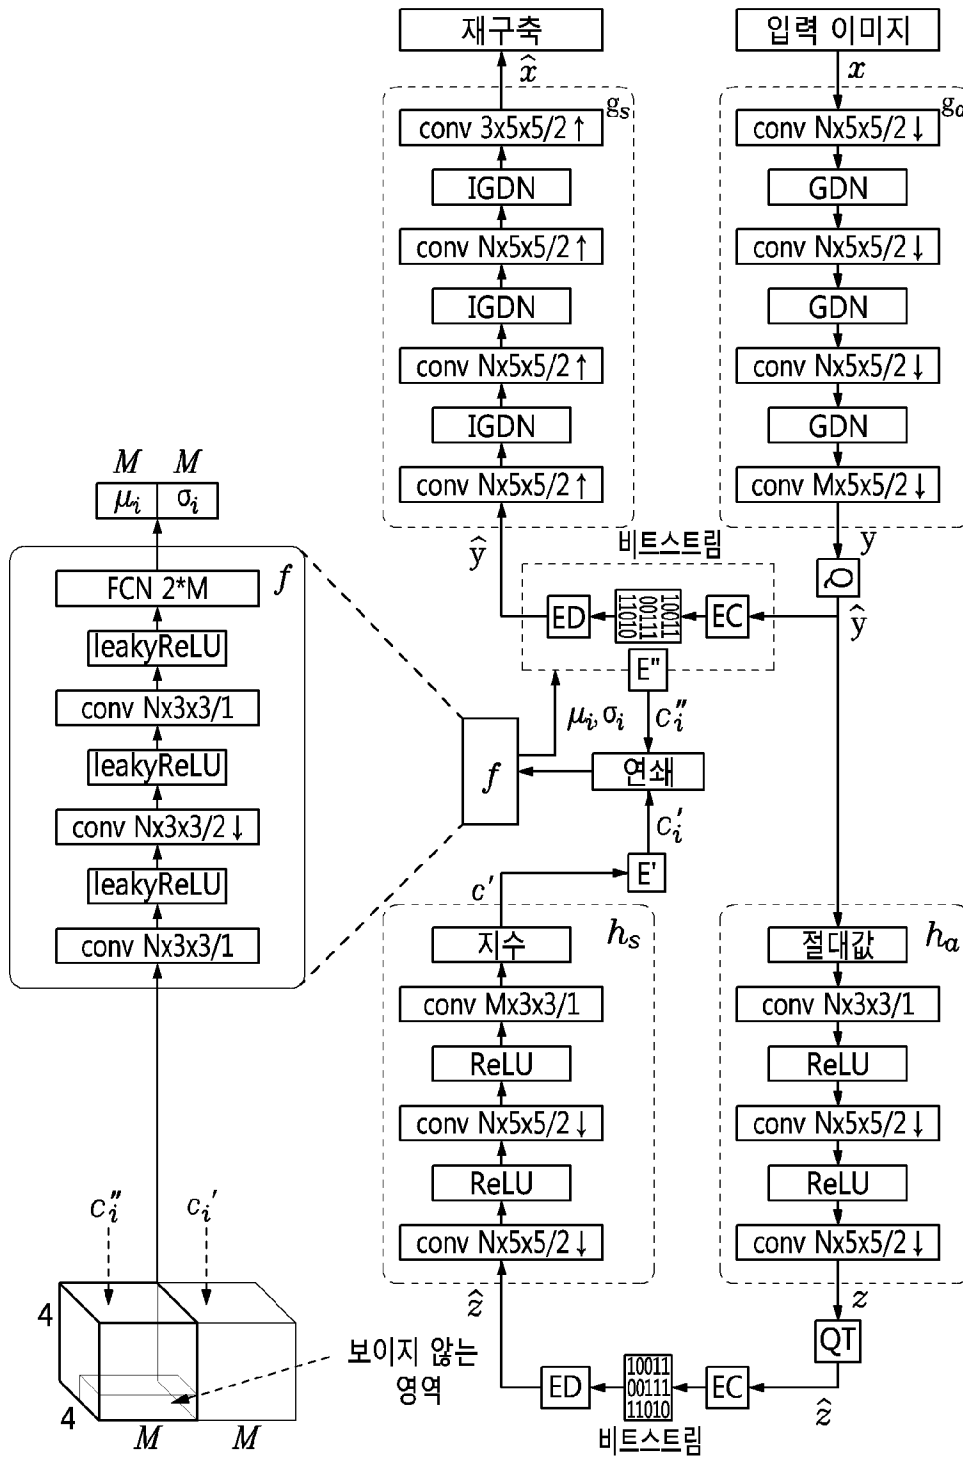 재구축
x̂
g_s
conv 3x5x5/2↑
IGDN
conv Nx5x5/2↑
IGDN
conv Nx5x5/2↑
IGDN
conv Nx5x5/2↑
ŷ
입력 이미지
x
g_a
conv Nx5x5/2↓
GDN
conv Nx5x5/2↓
GDN
conv Nx5x5/2↓
GDN
conv Mx5x5/2↓
y
Q
ŷ
비트스트림
ED
10011
00111
11010
EC
E"
μ_i,σ_i
c_i″
연쇄
f
c_i′
E'
c′
M M
μ_i σ_i
f
FCN 2*M
leakyReLU
conv Nx3x3/1
leakyReLU
conv Nx3x3/2↓
leakyReLU
conv Nx3x3/1
c_i″ c_i′
4
4
M M
보이지 않는
영역
h_s
지수
conv Mx3x3/1
ReLU
conv Nx5x5/2↓
ReLU
conv Nx5x5/2↓
ẑ
h_a
절대값
conv Nx3x3/1
ReLU
conv Nx5x5/2↓
ReLU
conv Nx5x5/2↓
z
QT
ẑ
ED
10011
00111
11010
EC
비트스트림